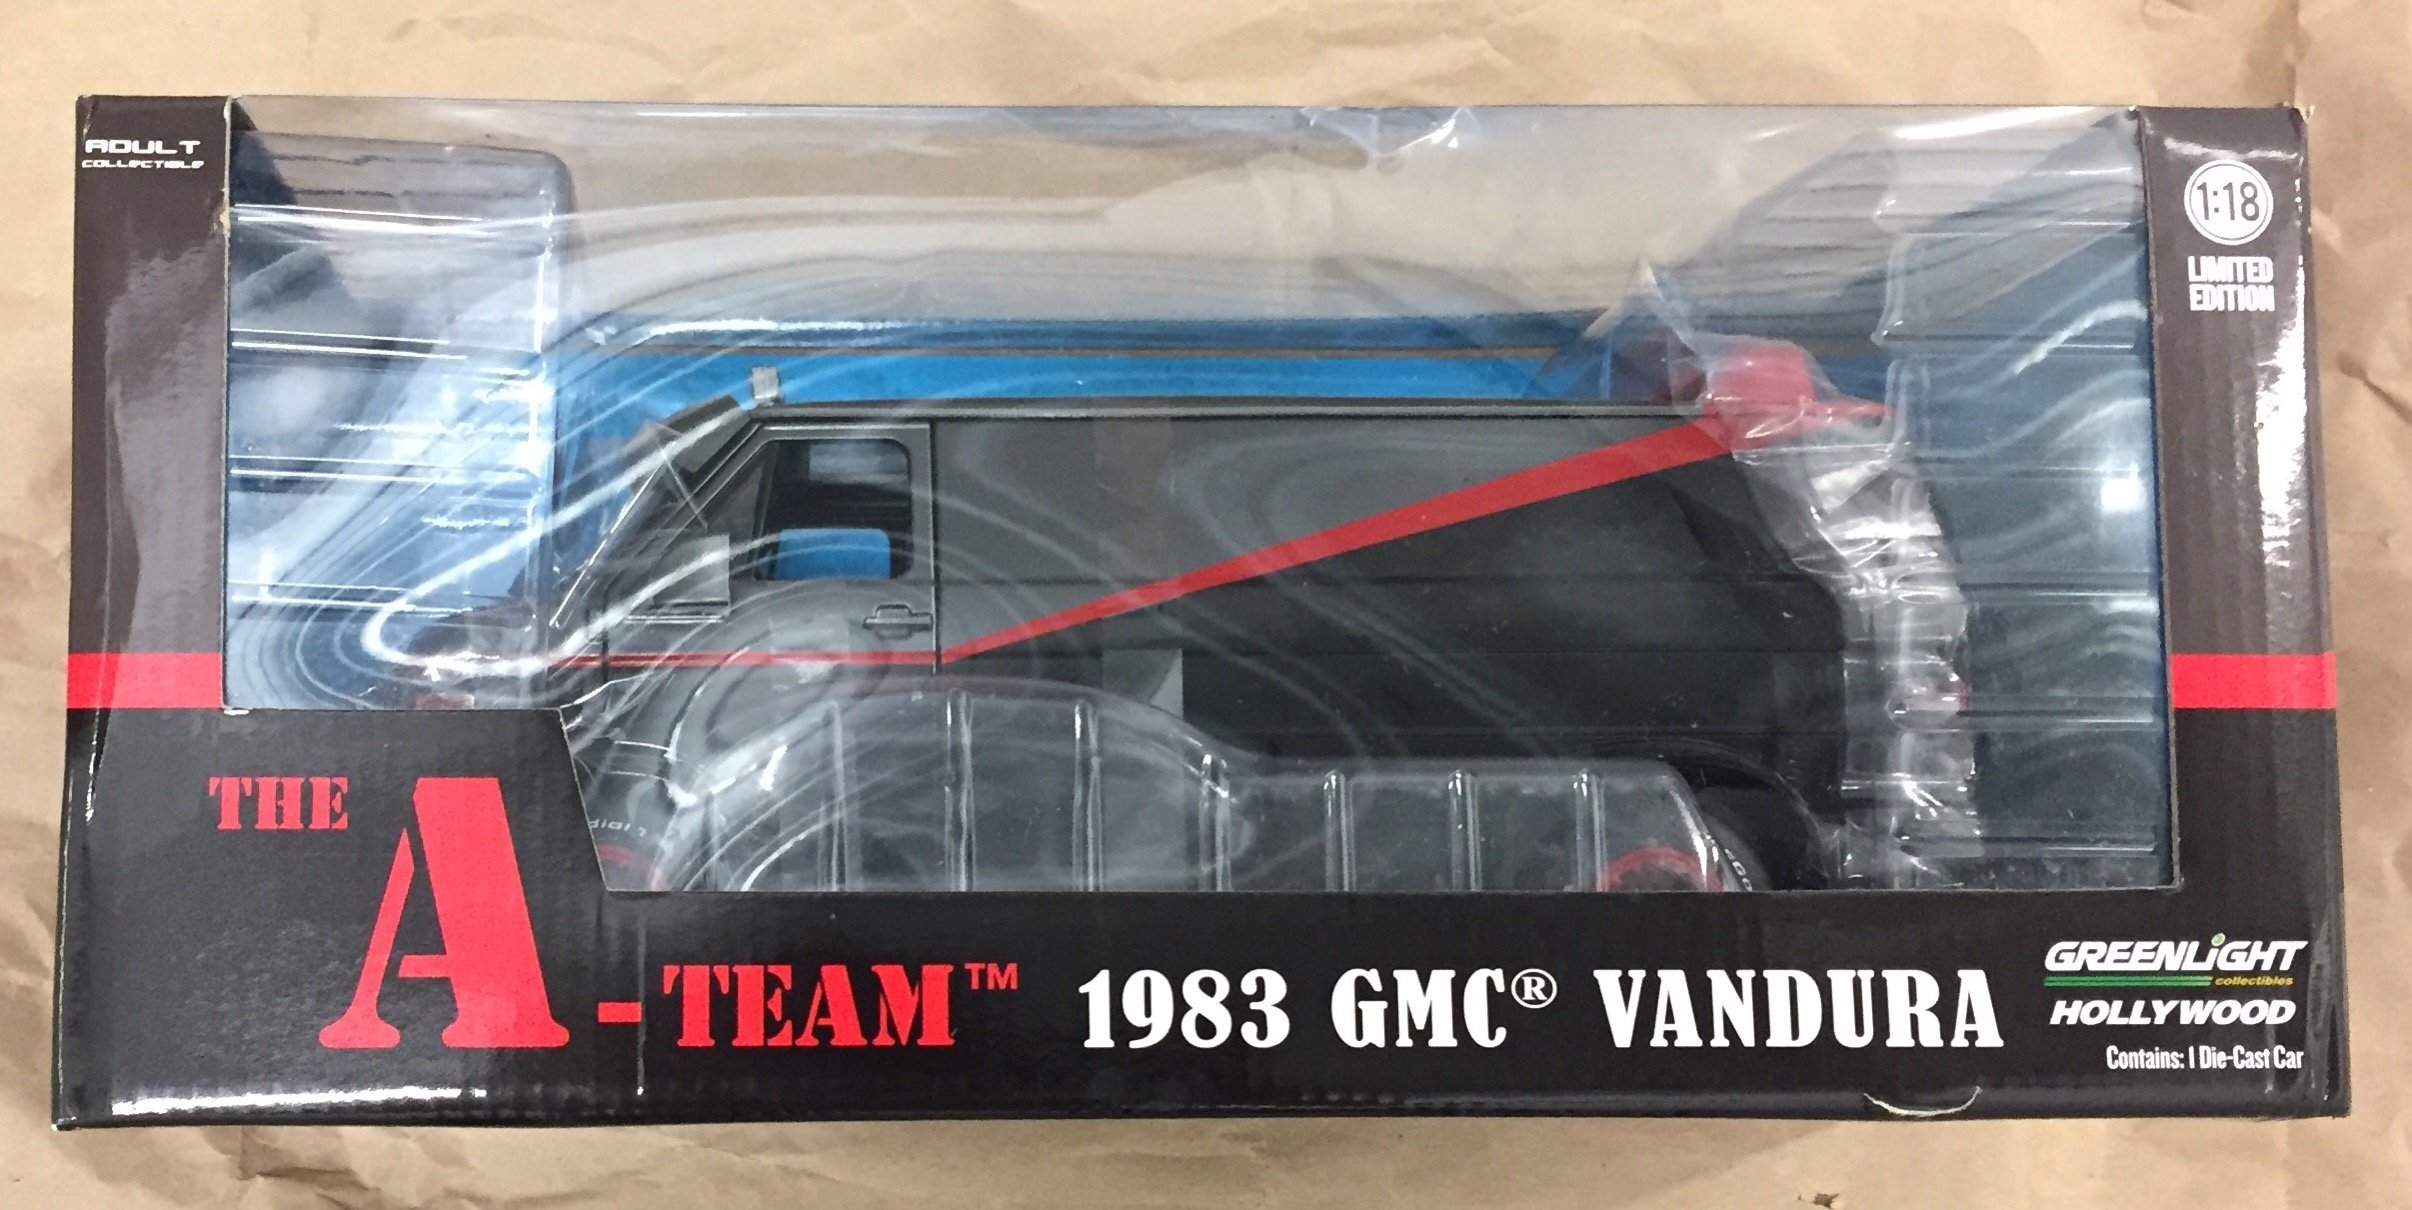 ADULT
COLLECTIBLE
1:18
LIMITED
EDITION
THE
A-TEAM™ 1983 GMC® VANDURA
GREENLiGHT
collectibles
HOLLYWOOD
Contains: 1 Die-Cast Car